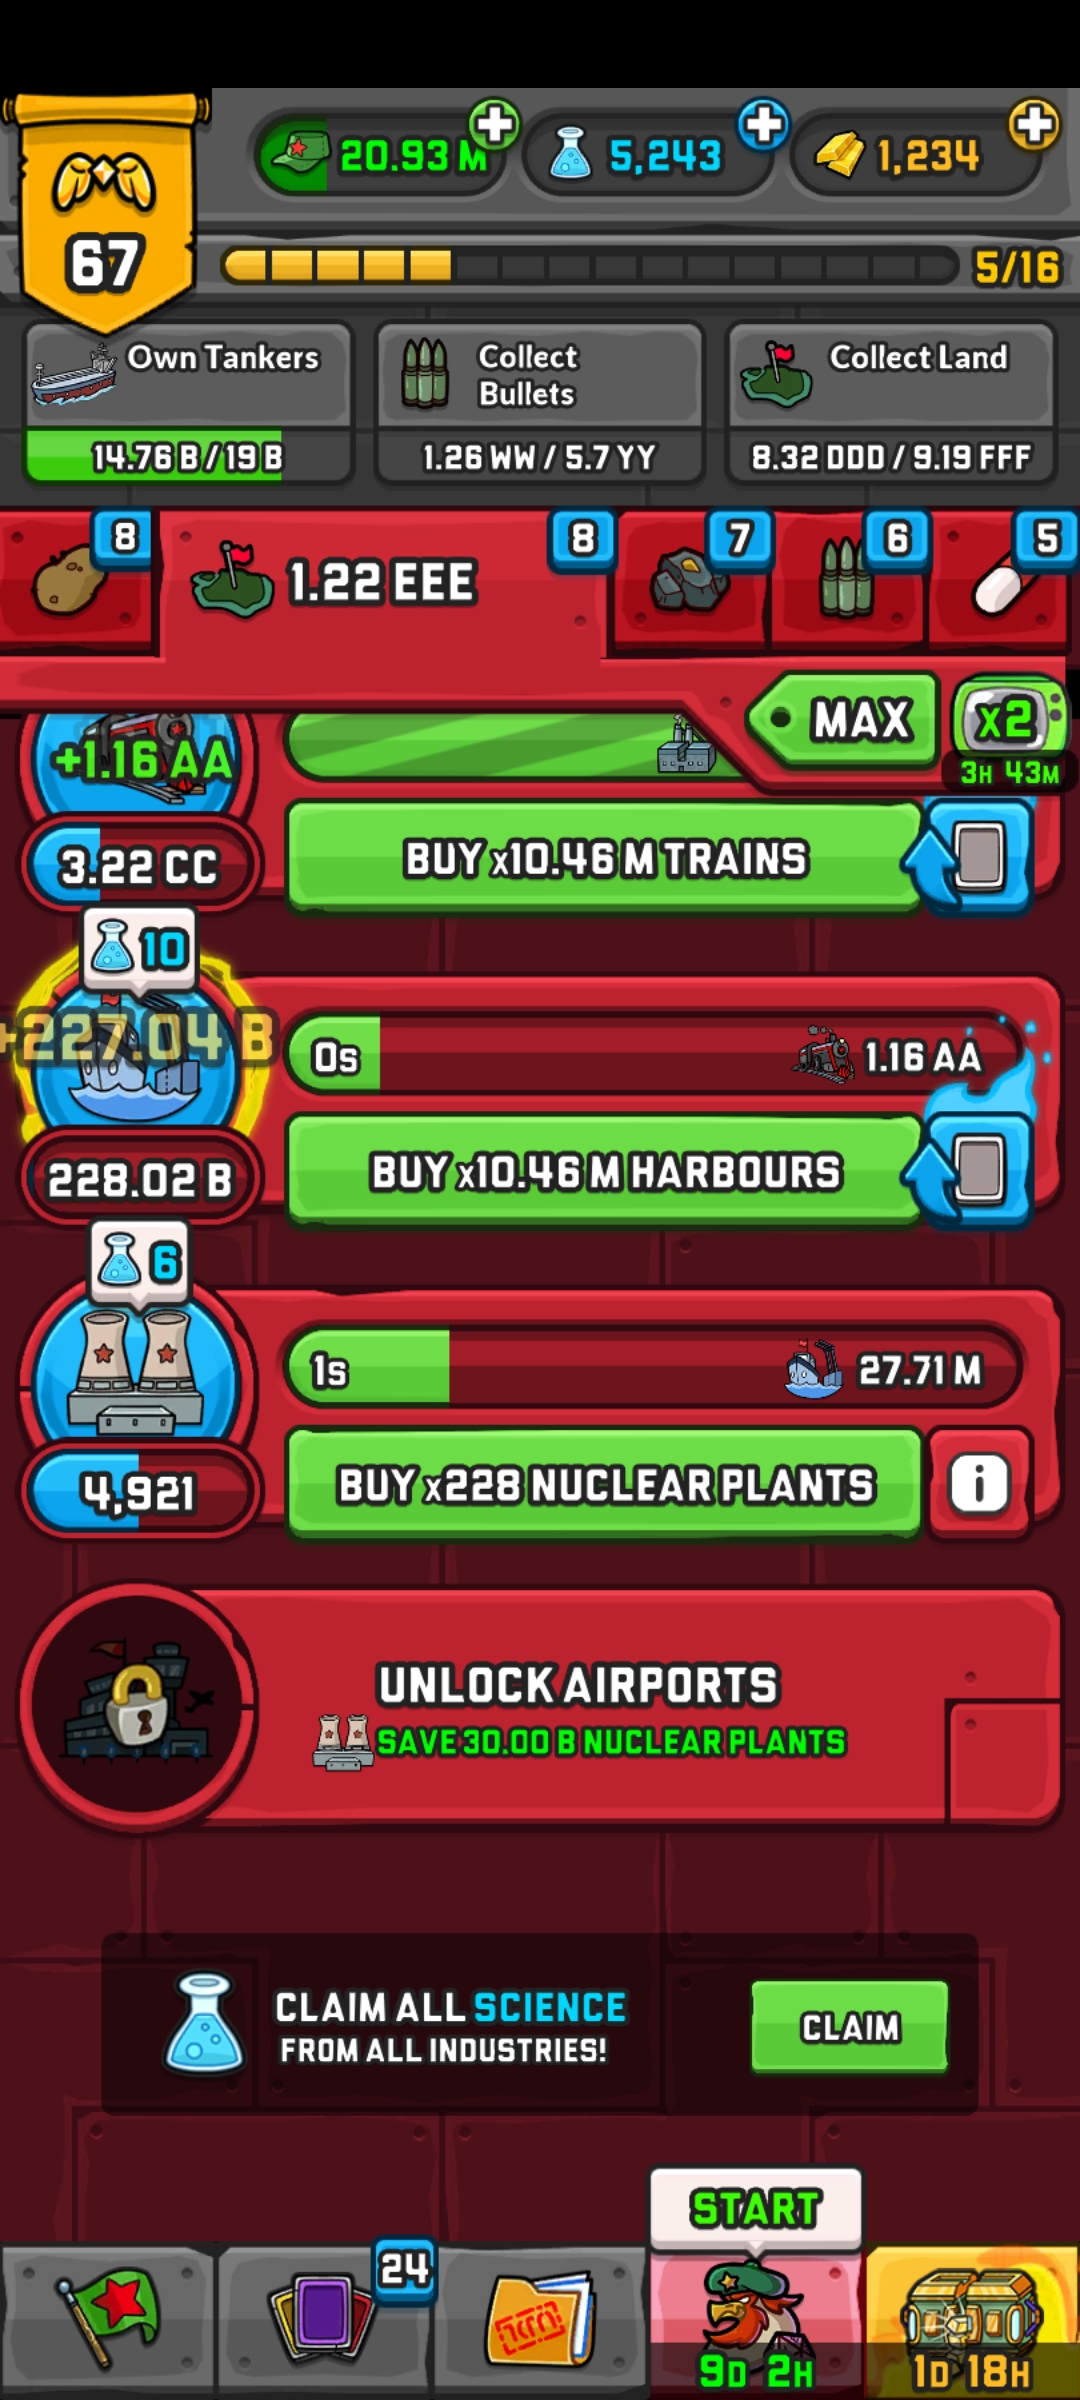 20.93 M
5,243
1,234
67
5/16
Own Tankers
14.76 B / 19 B
Collect
Bullets
1.26 WW / 5.7 YY
Collect Land
8.32 DDD / 9.19 FFF
8
1.22 EEE
8
7
6
5
MAX
x2
3H 43M
+1.16 AA
3.22 CC
BUY x10.46 M TRAINS
10
+227.04 B
0s
1.16 AA
228.02 B
BUY x10.46 M HARBOURS
6
1s
27.71 M
4,921
BUY x228 NUCLEAR PLANTS
i
UNLOCK AIRPORTS
SAVE 30.00 B NUCLEAR PLANTS
CLAIM ALL SCIENCE
FROM ALL INDUSTRIES!
CLAIM
START
24
9D 2H
1D 18H